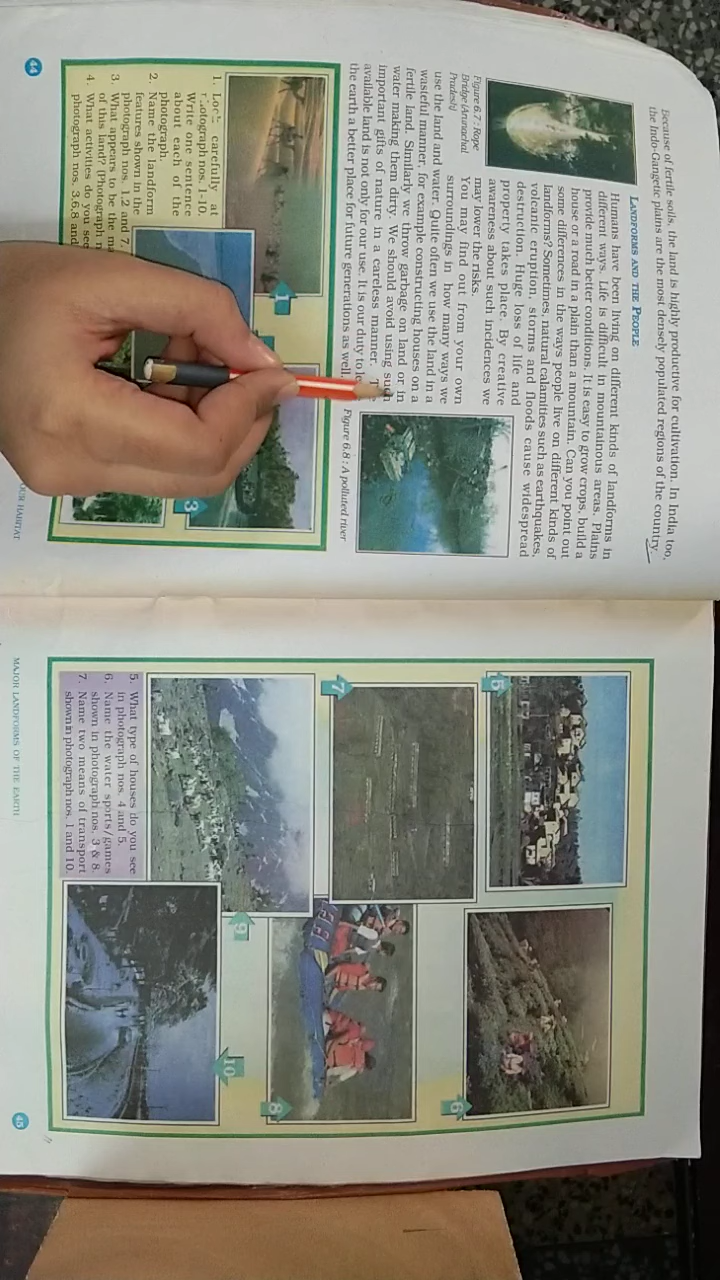 Because of fertile soils, the land is highly productive for cultivation. In India too,
the Indo-Gangetic plains are the most densely populated regions of the country.
LANDFORMS AND THE PEOPLE
Humans have been living on different kinds of landforms in
different ways. Life is difficult in mountainous areas. Plains
provide much better conditions. It is easy to grow crops, build a
house or a road in a plain than a mountain. Can you point out
some differences in the ways people live on different kinds of
landforms? Sometimes, natural calamities such as earthquakes,
volcanic eruptions, storms and floods cause widespread
destruction. Huge loss of life and
property takes place. By creative
awareness about such incidences we
may lower the risks.
Figure 6.7 : Rope
Bridge (Arunachal
Pradesh)
You may find out from your own
surroundings in how many ways we
use the land and water. Quite often we use the land in a
wasteful manner, for example constructing houses on a
fertile land. Similarly we throw garbage on land or in
water making them dirty. We should avoid using such
important gifts of nature in a careless manner.
available land is not only for our use. It is our duty to
the earth a better place for future generations as well.
Figure 6.8 : A polluted river
1
3
1. carefully at
photograph nos. 1-10.
Write one sentence
about each of the
photograph.
2. Name the landform
features shown in the
photograph nos. 1,2 and 7.
3. What appears to be the
of this land? (Photograph
4. What activities do you see
photograph nos. 3,6,8 and
44
OUR HABITAT
5
6
7
8
9
10
5. What type of houses do you see
in photograph nos. 4 and 5.
6. Name the water sports/games
shown in photograph nos. 3 & 8.
7. Name two means of transport
shown in photograph nos. 1 and 10.
MAJOR LANDFORMS OF THE EARTH
45